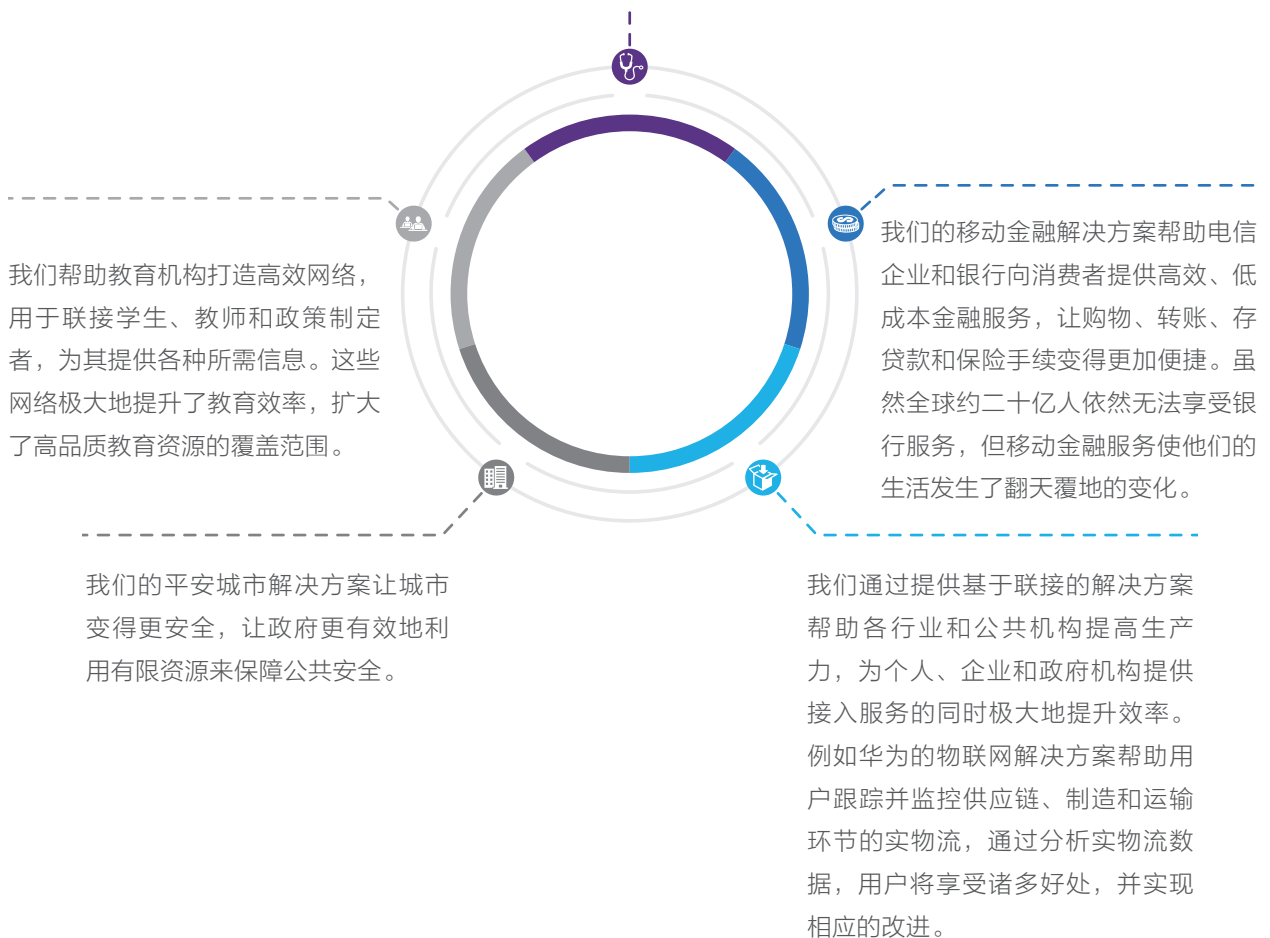 我们帮助教育机构打造高效网络，
用于联接学生、教师和政策制定
者，为其提供各种所需信息。这些
网络极大地提升了教育效率，扩大
了高品质教育资源的覆盖范围。
我们的移动金融解决方案帮助电信
企业和银行向消费者提供高效、低
成本金融服务，让购物、转账、存
贷款和保险手续变得更加便捷。虽
然全球约二十亿人依然无法享受银
行服务，但移动金融服务使他们的
生活发生了翻天覆地的变化。
我们的平安城市解决方案让城市
变得更安全，让政府更有效地利
用有限资源来保障公共安全。
我们通过提供基于联接的解决方案
帮助各行业和公共机构提高生产
力，为个人、企业和政府机构提供
接入服务的同时极大地提升效率。
例如华为的物联网解决方案帮助用
户跟踪并监控供应链、制造和运输
环节的实物流，通过分析实物流数
据，用户将享受诸多好处，并实现
相应的改进。